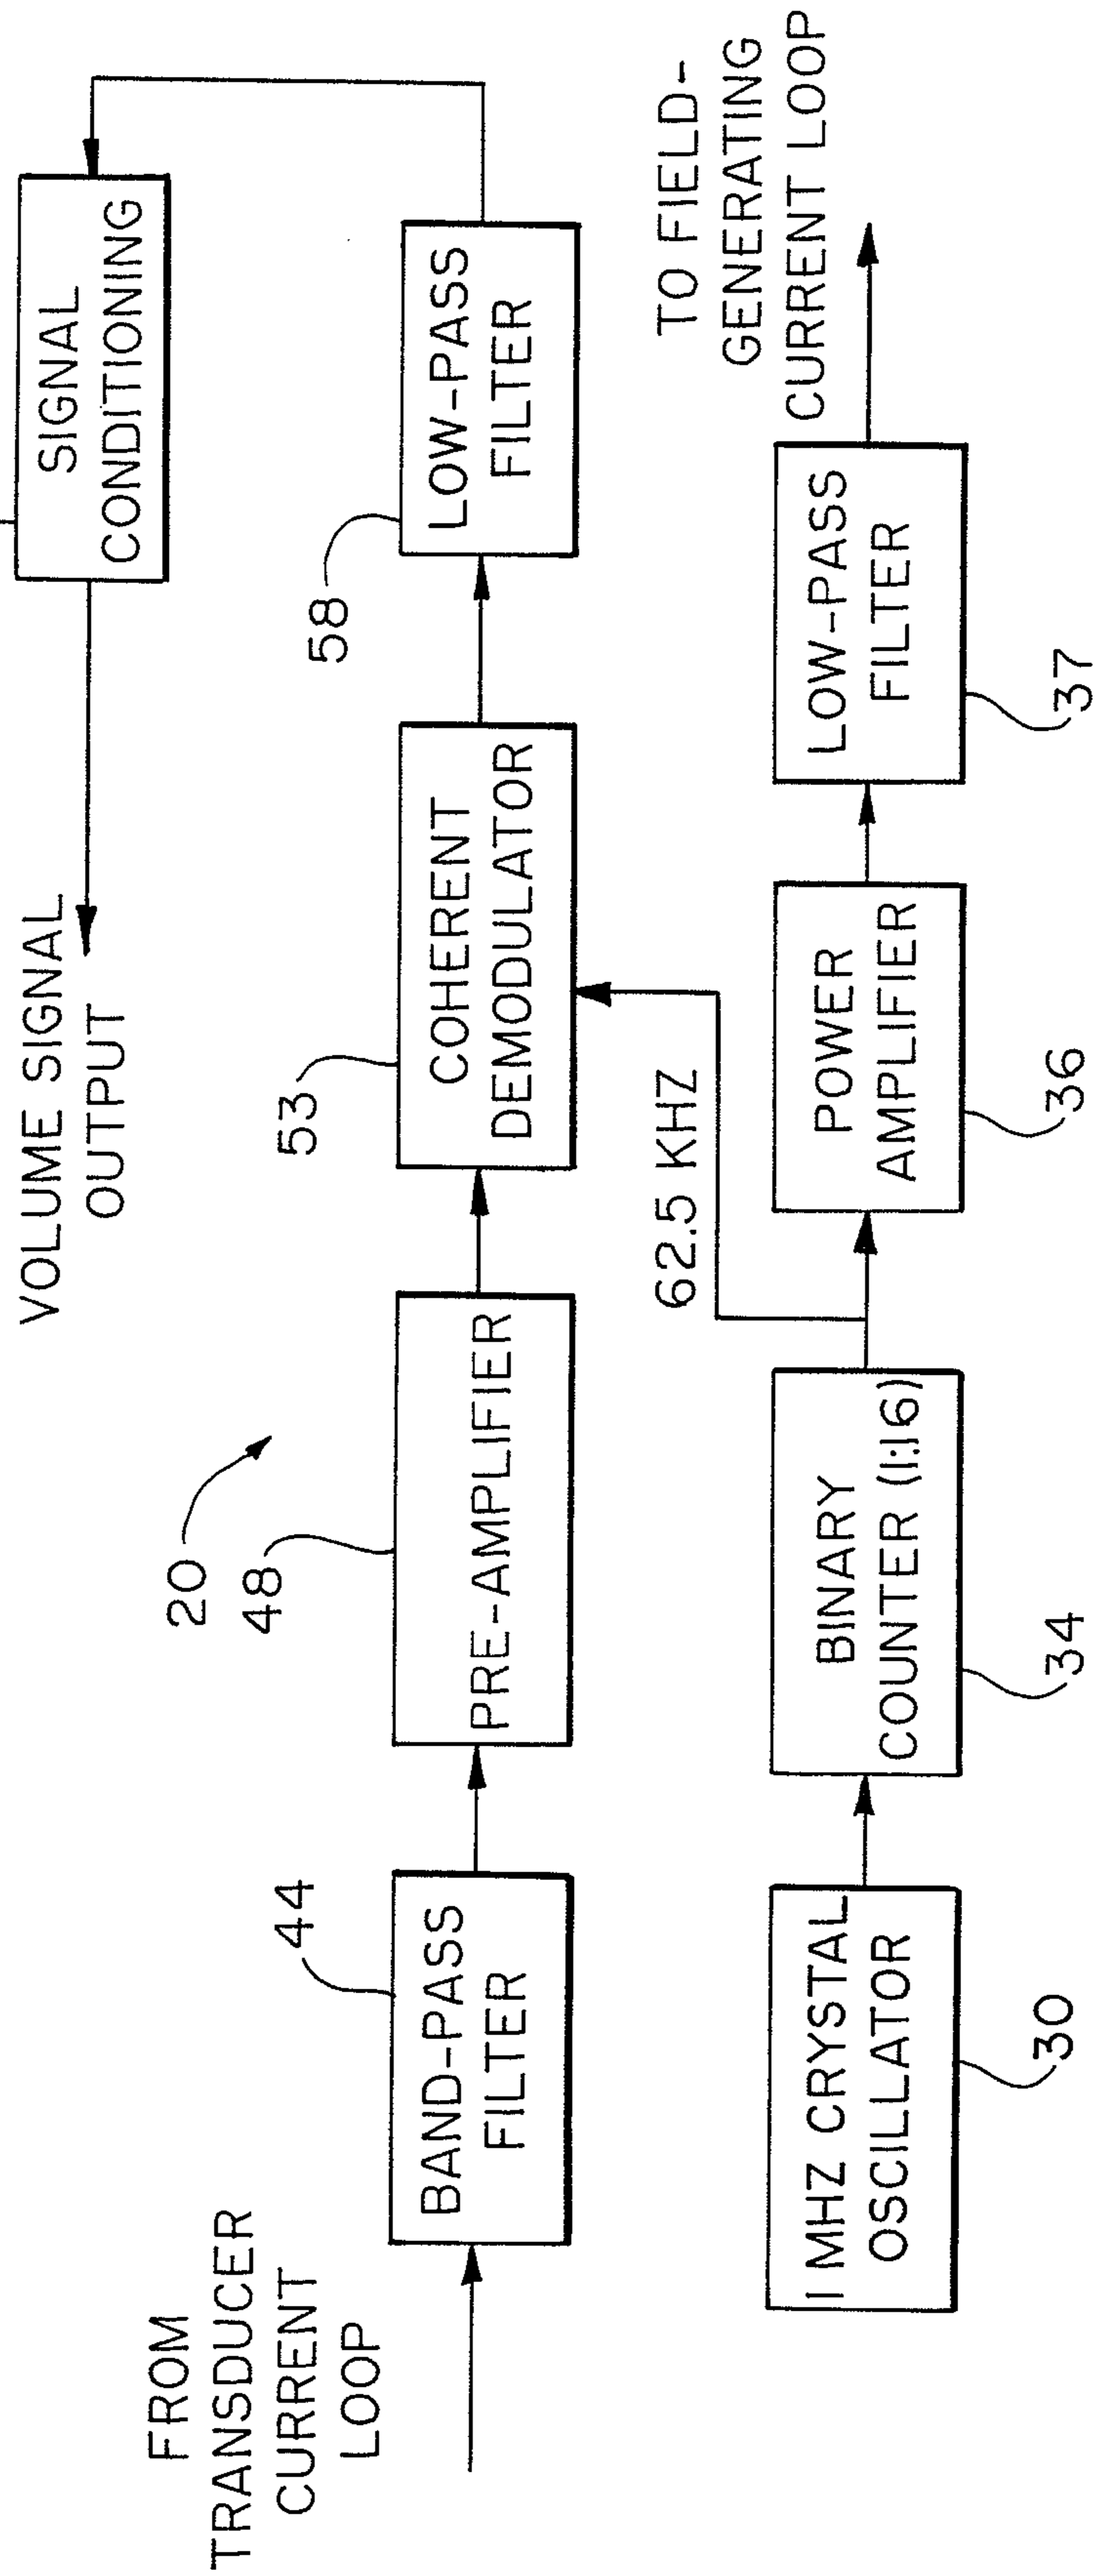 VOLUME SIGNAL
OUTPUT
SIGNAL
CONDITIONING
FROM
TRANSDUCER
CURRENT
LOOP
44
BAND-PASS
FILTER
20
48
PRE-AMPLIFIER
53
COHERENT
DEMODULATOR
58
LOW-PASS
FILTER
62.5 KHZ
1 MHZ CRYSTAL
OSCILLATOR
30
BINARY
COUNTER (1:16)
34
POWER
AMPLIFIER
36
LOW-PASS
FILTER
37
TO FIELD-
GENERATING
CURRENT LOOP